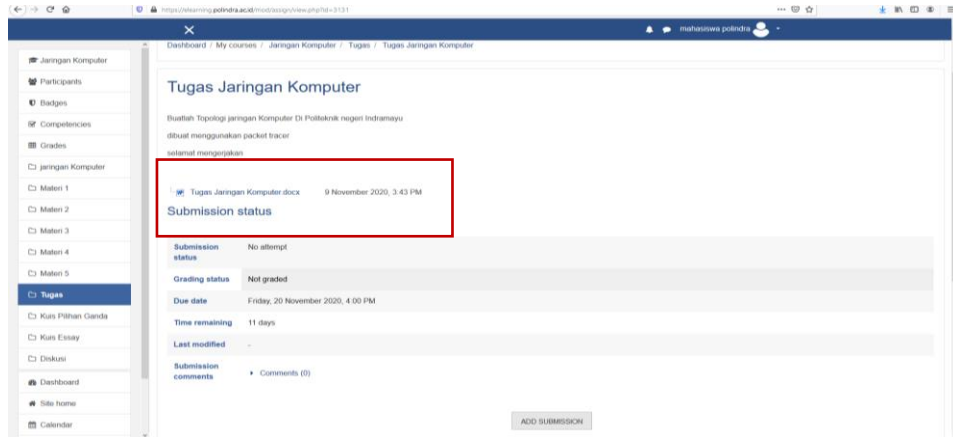 https://elearning.polindra.ac.id/mod/assign/view.php?id=3131
mahasiswa polindra
Dashboard / My courses / Jaringan Komputer / Tugas / Tugas Jaringan Komputer
Jaringan Komputer
Participants
Badges
Competencies
Grades
jaringan Komputer
Materi 1
Materi 2
Materi 3
Materi 4
Materi 5
Tugas
Kuis Pilihan Ganda
Kuis Essay
Diskusi
Dashboard
Site home
Calendar
Tugas Jaringan Komputer
Buatlah Topologi jaringan Komputer Di Politeknik negeri Indramayu
dibuat menggunakan packet tracer
selamat mengerjakan
Tugas Jaringan Komputer.docx 9 November 2020, 3:43 PM
Submission status
Submission status No attempt
Grading status Not graded
Due date Friday, 20 November 2020, 4:00 PM
Time remaining 11 days
Last modified -
Submission comments Comments (0)
ADD SUBMISSION